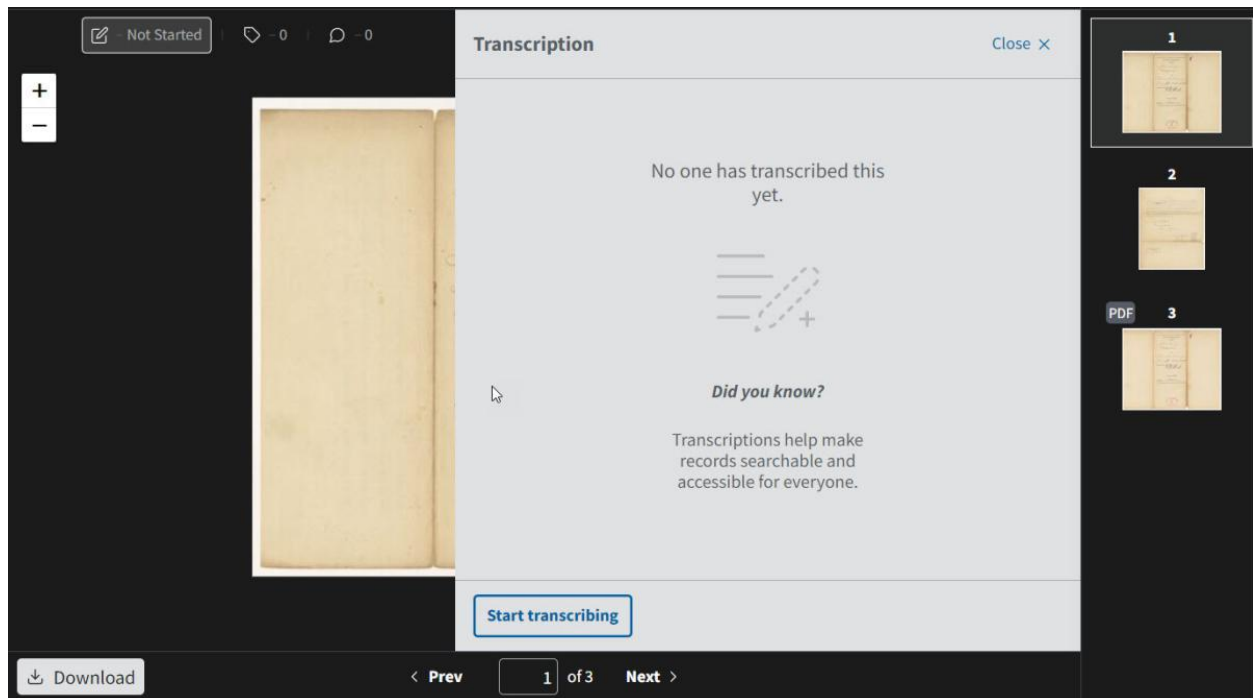 - Not Started
- 0
- 0
Transcription
Close ×
+
−
No one has transcribed this
yet.
Did you know?
Transcriptions help make
records searchable and
accessible for everyone.
Start transcribing
1
2
PDF
3
Download
< Prev
1 of 3
Next >